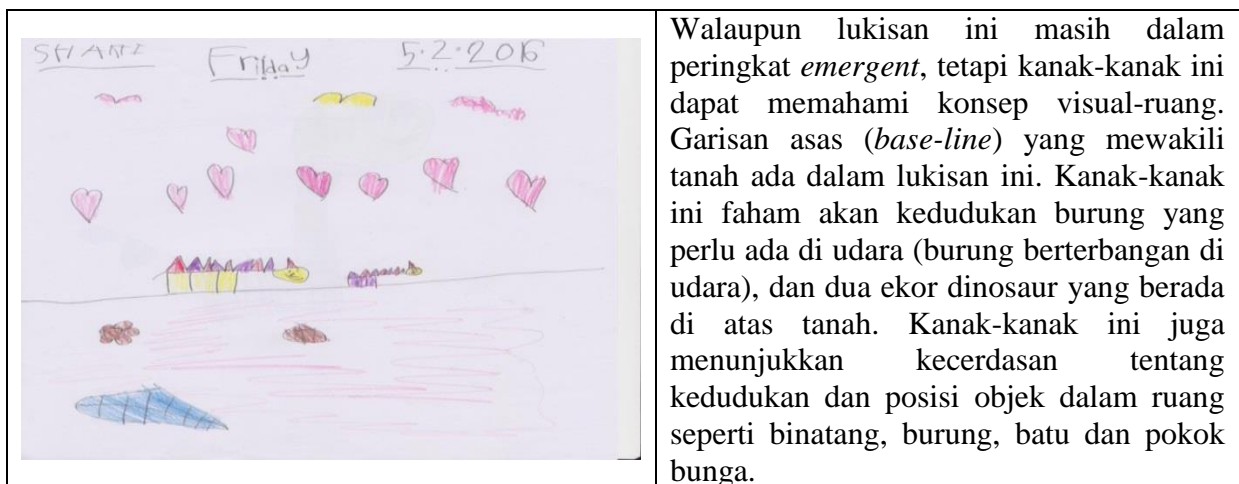 SHANI Friday 5.2.2016
Walaupun lukisan ini masih dalam
peringkat emergent, tetapi kanak-kanak ini
dapat memahami konsep visual-ruang.
Garisan asas (base-line) yang mewakili
tanah ada dalam lukisan ini. Kanak-kanak
ini faham akan kedudukan burung yang
perlu ada di udara (burung berterbangan di
udara), dan dua ekor dinosaur yang berada
di atas tanah. Kanak-kanak ini juga
menunjukkan kecerdasan tentang
kedudukan dan posisi objek dalam ruang
seperti binatang, burung, batu dan pokok
bunga.